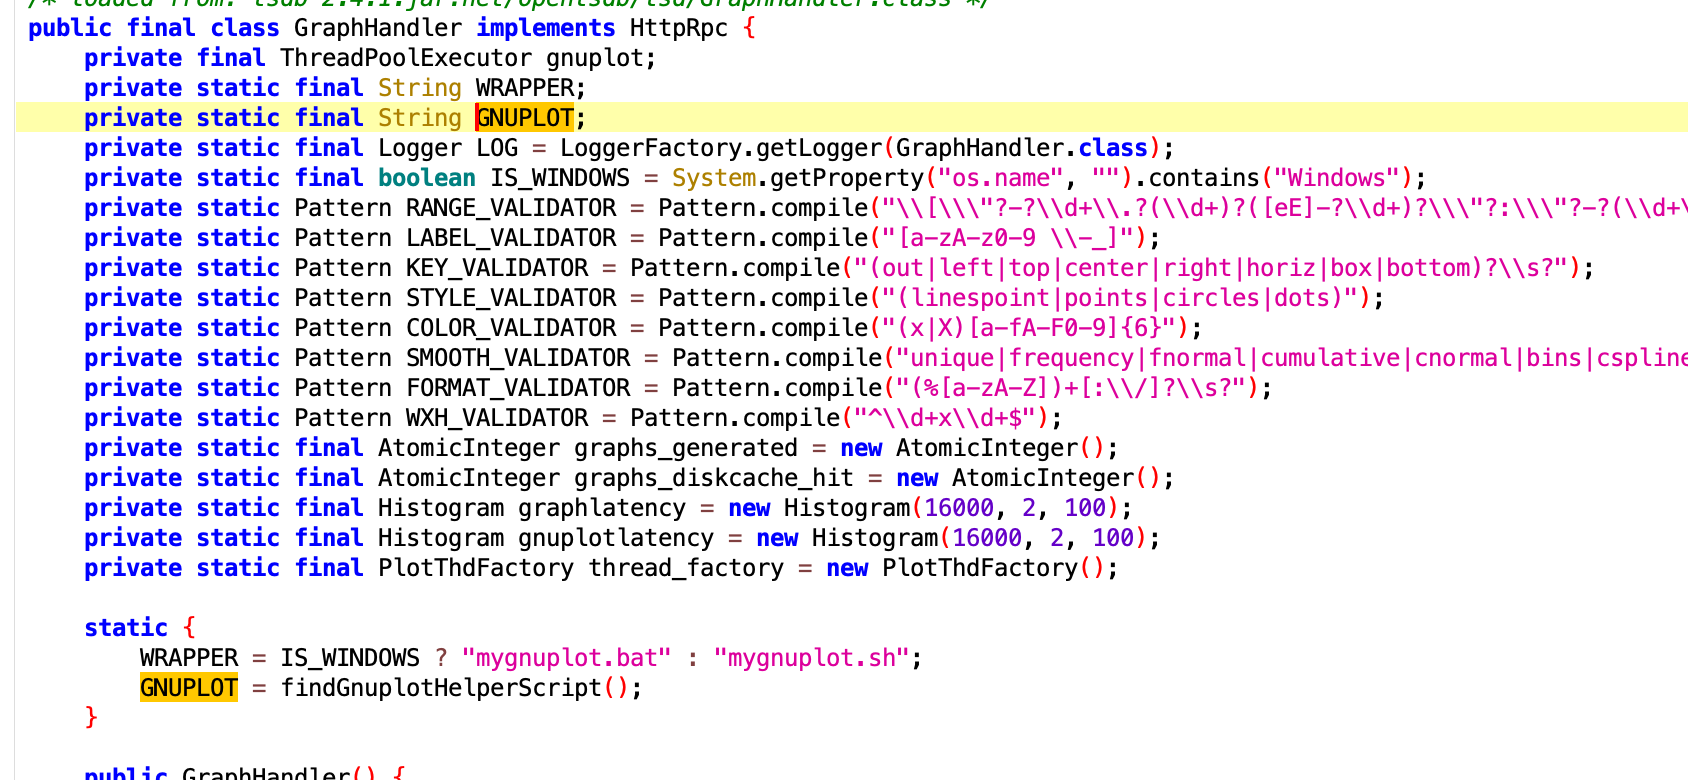 /* loaded from: tsdb-2.4.1.jar:net/opentsdb/tsd/GraphHandler.class */
public final class GraphHandler implements HttpRpc {
    private final ThreadPoolExecutor gnuplot;
    private static final String WRAPPER;
    private static final String GNUPLOT;
    private static final Logger LOG = LoggerFactory.getLogger(GraphHandler.class);
    private static final boolean IS_WINDOWS = System.getProperty("os.name", "").contains("Windows");
    private static Pattern RANGE_VALIDATOR = Pattern.compile("\\[\\\"?-?\\d+\\.?(\\d+)?([eE]-?\\d+)?\\\"?:\\\"?-?(\\d+\
    private static Pattern LABEL_VALIDATOR = Pattern.compile("[a-zA-z0-9 \\-_]");
    private static Pattern KEY_VALIDATOR = Pattern.compile("(out|left|top|center|right|horiz|box|bottom)?\\s?");
    private static Pattern STYLE_VALIDATOR = Pattern.compile("(linespoint|points|circles|dots)");
    private static Pattern COLOR_VALIDATOR = Pattern.compile("(x|X)[a-fA-F0-9]{6}");
    private static Pattern SMOOTH_VALIDATOR = Pattern.compile("unique|frequency|fnormal|cumulative|cnormal|bins|cspline
    private static Pattern FORMAT_VALIDATOR = Pattern.compile("(%[a-zA-Z])+[:\\/]?\\s?");
    private static Pattern WXH_VALIDATOR = Pattern.compile("^\\d+x\\d+$");
    private static final AtomicInteger graphs_generated = new AtomicInteger();
    private static final AtomicInteger graphs_diskcache_hit = new AtomicInteger();
    private static final Histogram graphlatency = new Histogram(16000, 2, 100);
    private static final Histogram gnuplotlatency = new Histogram(16000, 2, 100);
    private static final PlotThdFactory thread_factory = new PlotThdFactory();
    static {
        WRAPPER = IS_WINDOWS ? "mygnuplot.bat" : "mygnuplot.sh";
        GNUPLOT = findGnuplotHelperScript();
    }
    public GraphHandler() {